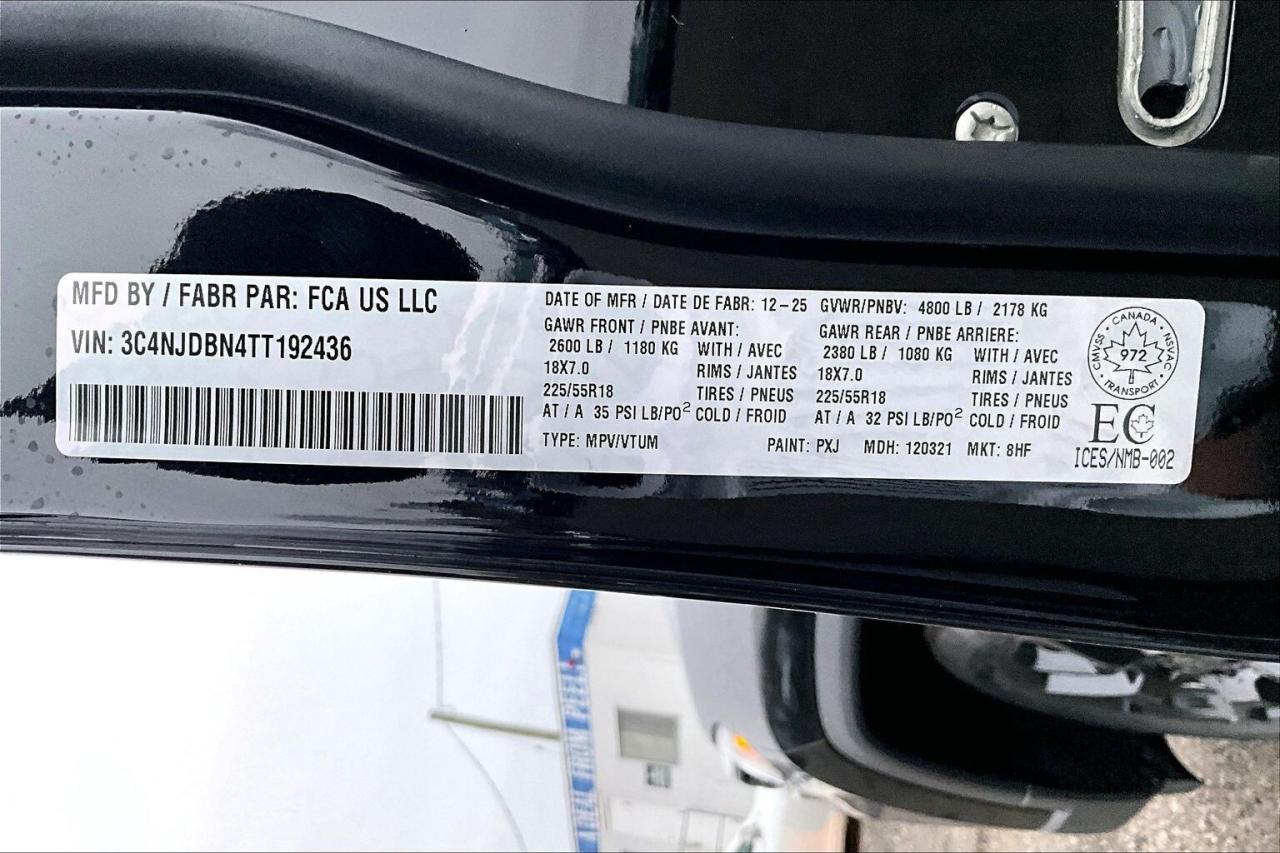 MFD BY / FABR PAR: FCA US LLC
VIN: 3C4NJDBN4TT192436
DATE OF MFR / DATE DE FABR: 12-25 GVWR/PNBV: 4800 LB / 2178 KG
GAWR FRONT / PNBE AVANT: GAWR REAR / PNBE ARRIERE:
2600 LB / 1180 KG WITH / AVEC 2380 LB / 1080 KG WITH / AVEC
18X7.0 RIMS / JANTES 18X7.0 RIMS / JANTES
225/55R18 TIRES / PNEUS 225/55R18 TIRES / PNEUS
AT / A 35 PSI LB/PO² COLD / FROID AT / A 32 PSI LB/PO² COLD / FROID
TYPE: MPV/VTUM PAINT: PXJ MDH: 120321 MKT: 8HF
CANADA
CMVSS 972 NSVAC
TRANSPORT
EC
ICES/NMB-002
DEAL FROM PEEL